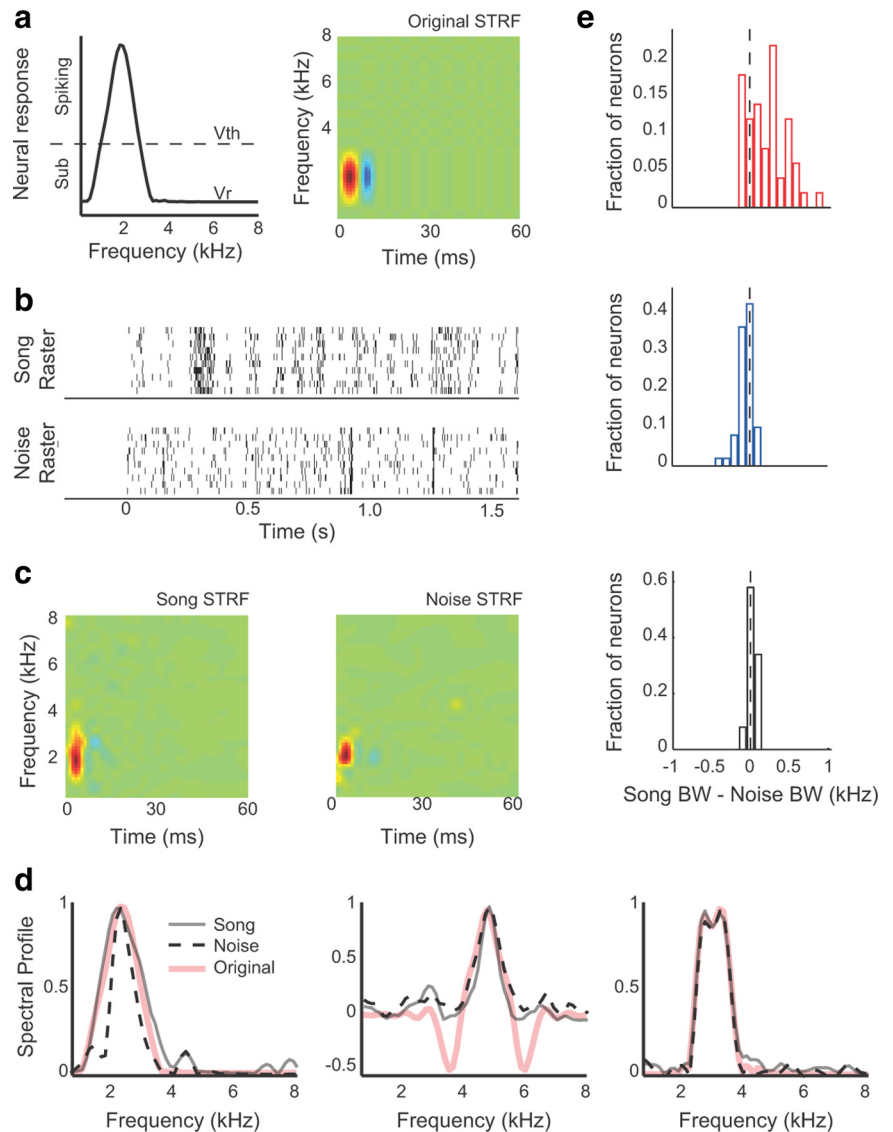 a
Neural response
Sub Spiking
Vth
Vr
2 4 6 8
Frequency (kHz)
Original STRF
Frequency (kHz)
8
4
0 30 60
Time (ms)
b
Song
Raster
Noise
Raster
0 0.5 1.0 1.5
Time (s)
c
Song STRF
Frequency (kHz)
8
6
4
2
0 30 60
Time (ms)
Noise STRF
0 30 60
Time (ms)
d
Spectral Profile
1
0.5
0
Song
Noise
Original
2 4 6 8
Frequency (kHz)
1
0.5
0
-0.5
2 4 6 8
Frequency (kHz)
1
0.5
0
2 4 6 8
Frequency (kHz)
e
Fraction of neurons
0.2
0.15
0.1
0.05
0
Fraction of neurons
0.4
0.3
0.2
0.1
0
Fraction of neurons
0.6
0.4
0.2
0
-1 -0.5 0 0.5 1
Song BW - Noise BW (kHz)